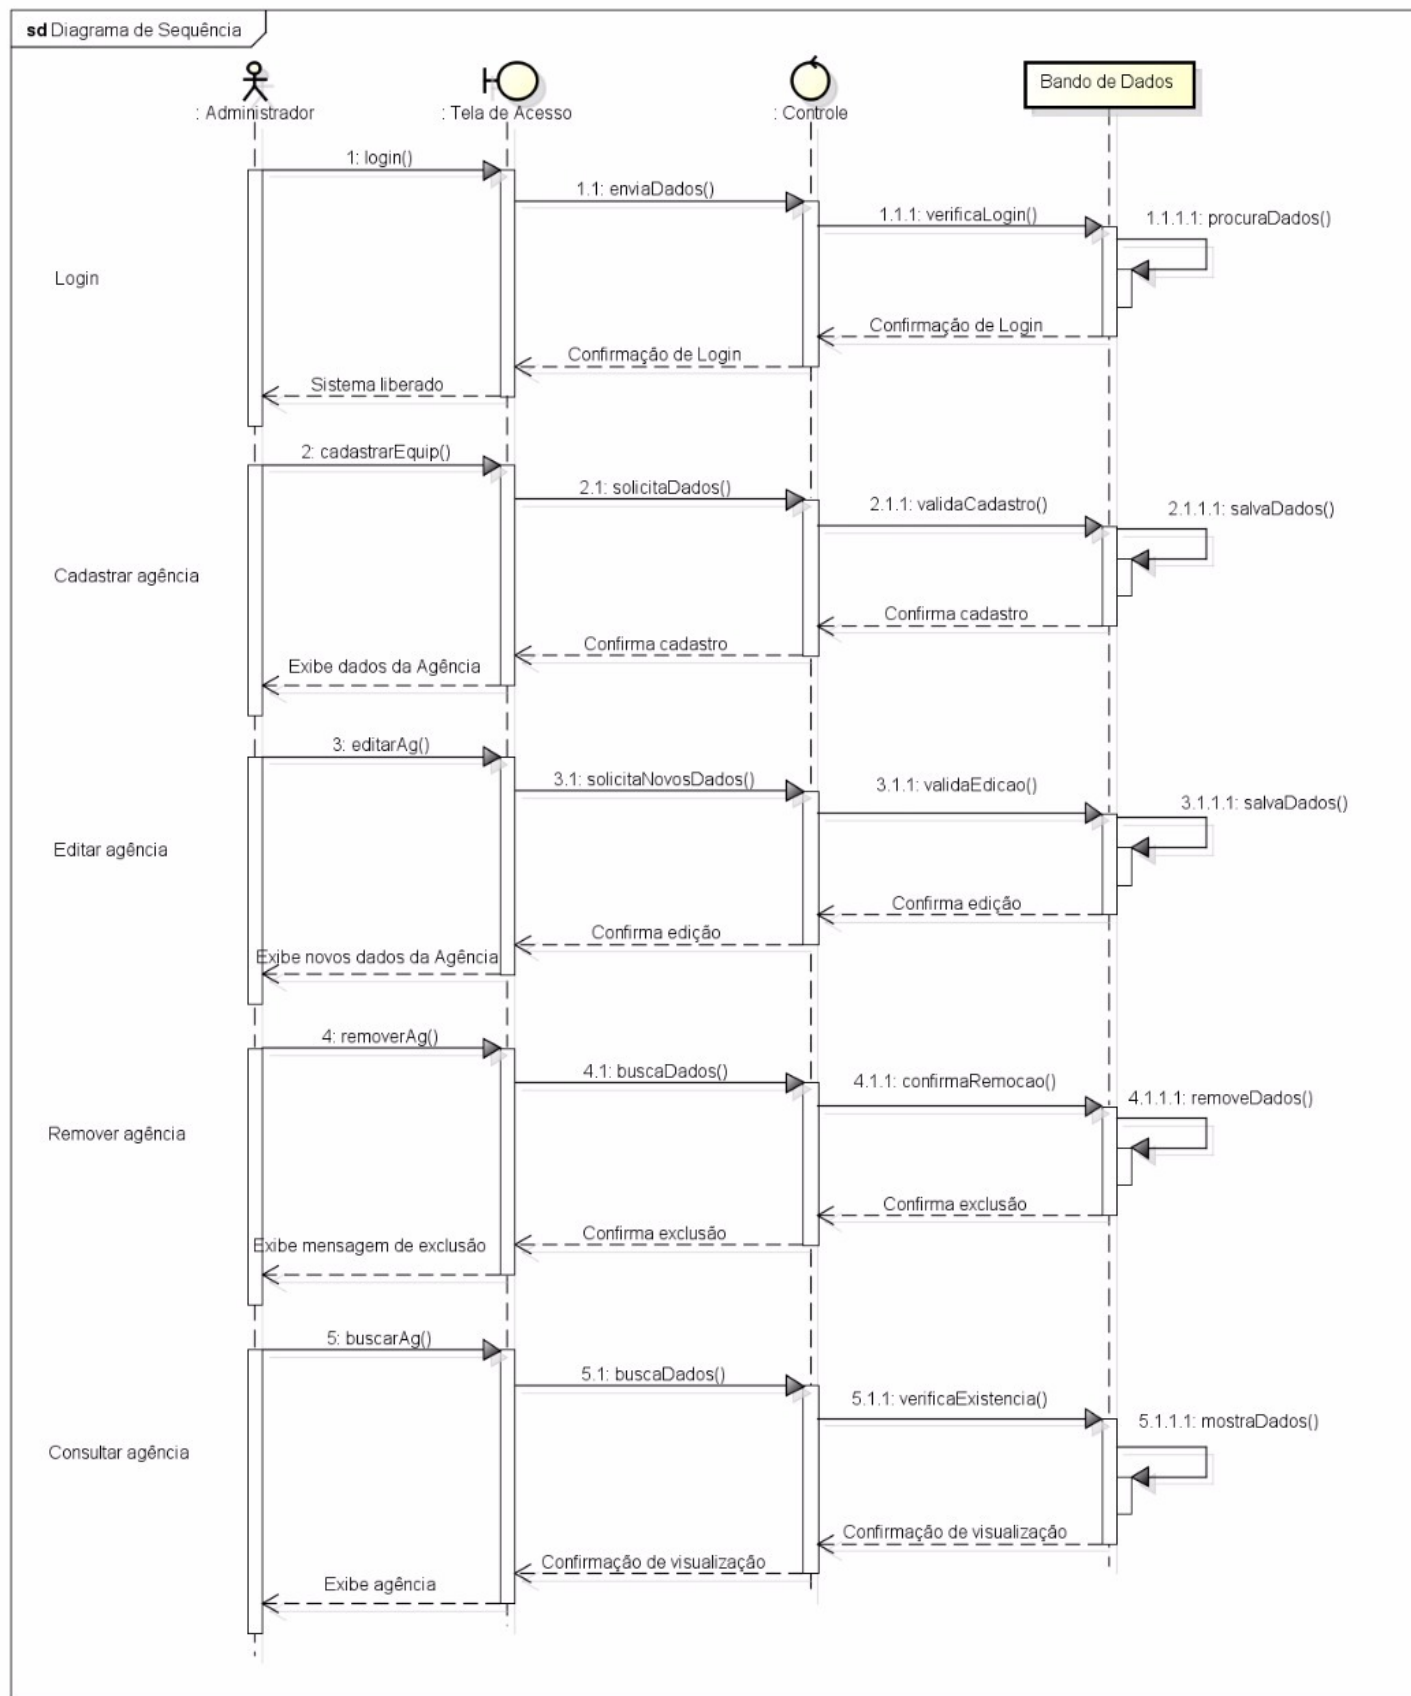 sd Diagrama de Sequência
: Administrador
: Tela de Acesso
: Controle
Bando de Dados
1: login()
1.1: enviaDados()
1.1.1: verificaLogin()
1.1.1.1: procuraDados()
Login
Confirmação de Login
Confirmação de Login
Sistema liberado
2: cadastrarEquip()
2.1: solicitaDados()
2.1.1: validaCadastro()
2.1.1.1: salvaDados()
Cadastrar agência
Confirma cadastro
Confirma cadastro
Exibe dados da Agência
3: editarAg()
3.1: solicitaNovosDados()
3.1.1: validaEdicao()
3.1.1.1: salvaDados()
Editar agência
Confirma edição
Confirma edição
Exibe novos dados da Agência
4: removerAg()
4.1: buscaDados()
4.1.1: confirmaRemocao()
4.1.1.1: removeDados()
Remover agência
Confirma exclusão
Confirma exclusão
Exibe mensagem de exclusão
5: buscarAg()
5.1: buscaDados()
5.1.1: verificaExistencia()
5.1.1.1: mostraDados()
Consultar agência
Confirmação de visualização
Confirmação de visualização
Exibe agência